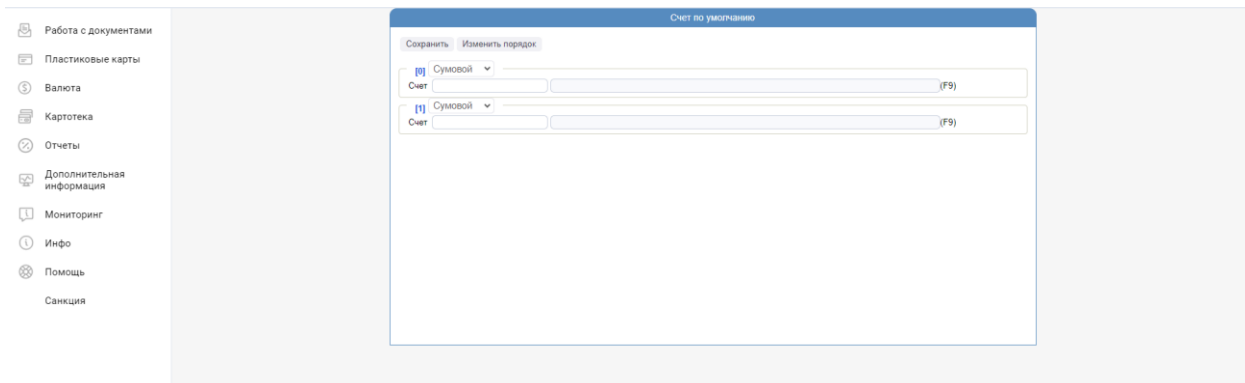 Работа с документами
Пластиковые карты
Валюта
Картотека
Отчеты
Дополнительная
информация
Мониторинг
Инфо
Помощь
Санкция
Счет по умолчанию
Сохранить Изменить порядок
[0] Сумовой
Счет (F9)
[1] Сумовой
Счет (F9)